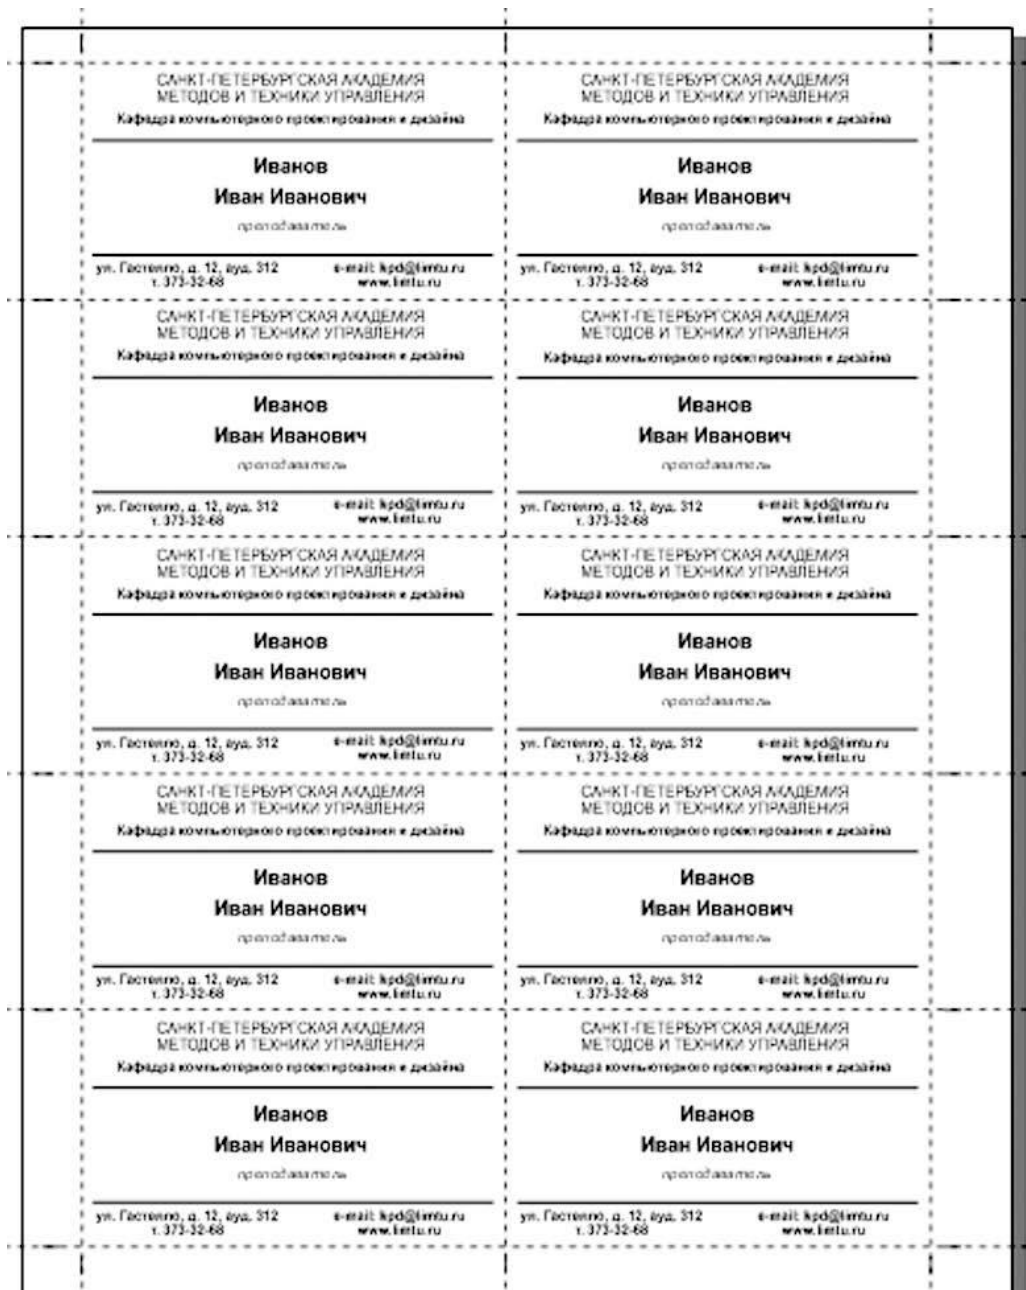 САНКТ-ПЕТЕРБУРГСКАЯ АКАДЕМИЯ
МЕТОДОВ И ТЕХНИКИ УПРАВЛЕНИЯ
Кафедра компьютерного проектирования и дизайна
Иванов
Иван Иванович
преподаватель
ул. Гастелло, д. 12, ауд. 312
т. 373-32-68
e-mail: kpd@limtu.ru
www.limtu.ru
САНКТ-ПЕТЕРБУРГСКАЯ АКАДЕМИЯ
МЕТОДОВ И ТЕХНИКИ УПРАВЛЕНИЯ
Кафедра компьютерного проектирования и дизайна
Иванов
Иван Иванович
преподаватель
ул. Гастелло, д. 12, ауд. 312
т. 373-32-68
e-mail: kpd@limtu.ru
www.limtu.ru
САНКТ-ПЕТЕРБУРГСКАЯ АКАДЕМИЯ
МЕТОДОВ И ТЕХНИКИ УПРАВЛЕНИЯ
Кафедра компьютерного проектирования и дизайна
Иванов
Иван Иванович
преподаватель
ул. Гастелло, д. 12, ауд. 312
т. 373-32-68
e-mail: kpd@limtu.ru
www.limtu.ru
САНКТ-ПЕТЕРБУРГСКАЯ АКАДЕМИЯ
МЕТОДОВ И ТЕХНИКИ УПРАВЛЕНИЯ
Кафедра компьютерного проектирования и дизайна
Иванов
Иван Иванович
преподаватель
ул. Гастелло, д. 12, ауд. 312
т. 373-32-68
e-mail: kpd@limtu.ru
www.limtu.ru
САНКТ-ПЕТЕРБУРГСКАЯ АКАДЕМИЯ
МЕТОДОВ И ТЕХНИКИ УПРАВЛЕНИЯ
Кафедра компьютерного проектирования и дизайна
Иванов
Иван Иванович
преподаватель
ул. Гастелло, д. 12, ауд. 312
т. 373-32-68
e-mail: kpd@limtu.ru
www.limtu.ru
САНКТ-ПЕТЕРБУРГСКАЯ АКАДЕМИЯ
МЕТОДОВ И ТЕХНИКИ УПРАВЛЕНИЯ
Кафедра компьютерного проектирования и дизайна
Иванов
Иван Иванович
преподаватель
ул. Гастелло, д. 12, ауд. 312
т. 373-32-68
e-mail: kpd@limtu.ru
www.limtu.ru
САНКТ-ПЕТЕРБУРГСКАЯ АКАДЕМИЯ
МЕТОДОВ И ТЕХНИКИ УПРАВЛЕНИЯ
Кафедра компьютерного проектирования и дизайна
Иванов
Иван Иванович
преподаватель
ул. Гастелло, д. 12, ауд. 312
т. 373-32-68
e-mail: kpd@limtu.ru
www.limtu.ru
САНКТ-ПЕТЕРБУРГСКАЯ АКАДЕМИЯ
МЕТОДОВ И ТЕХНИКИ УПРАВЛЕНИЯ
Кафедра компьютерного проектирования и дизайна
Иванов
Иван Иванович
преподаватель
ул. Гастелло, д. 12, ауд. 312
т. 373-32-68
e-mail: kpd@limtu.ru
www.limtu.ru
САНКТ-ПЕТЕРБУРГСКАЯ АКАДЕМИЯ
МЕТОДОВ И ТЕХНИКИ УПРАВЛЕНИЯ
Кафедра компьютерного проектирования и дизайна
Иванов
Иван Иванович
преподаватель
ул. Гастелло, д. 12, ауд. 312
т. 373-32-68
e-mail: kpd@limtu.ru
www.limtu.ru
САНКТ-ПЕТЕРБУРГСКАЯ АКАДЕМИЯ
МЕТОДОВ И ТЕХНИКИ УПРАВЛЕНИЯ
Кафедра компьютерного проектирования и дизайна
Иванов
Иван Иванович
преподаватель
ул. Гастелло, д. 12, ауд. 312
т. 373-32-68
e-mail: kpd@limtu.ru
www.limtu.ru